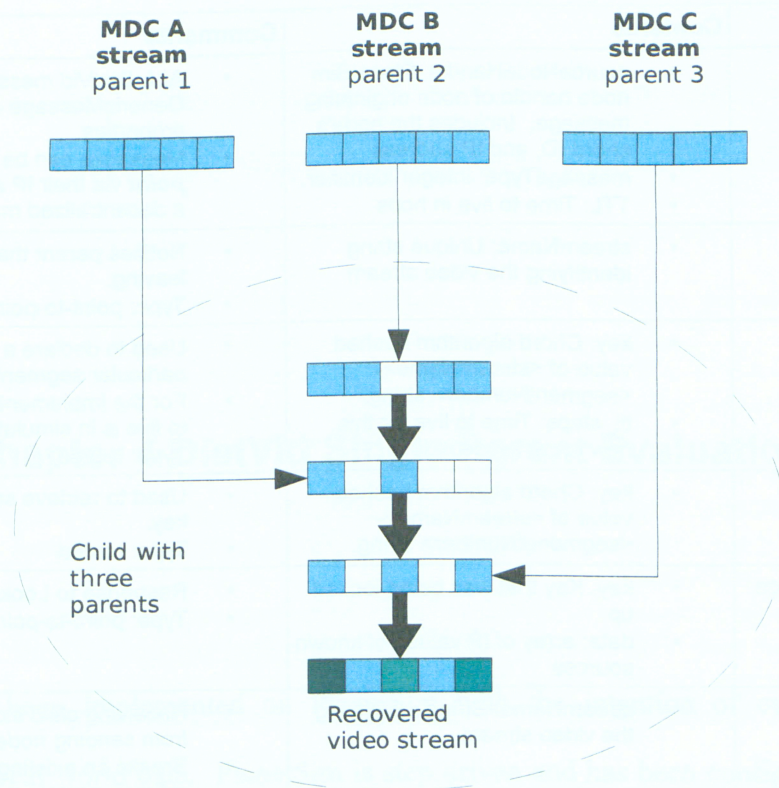 MDC A
stream
parent 1
MDC B
stream
parent 2
MDC C
stream
parent 3
Child with
three
parents
Recovered
video stream